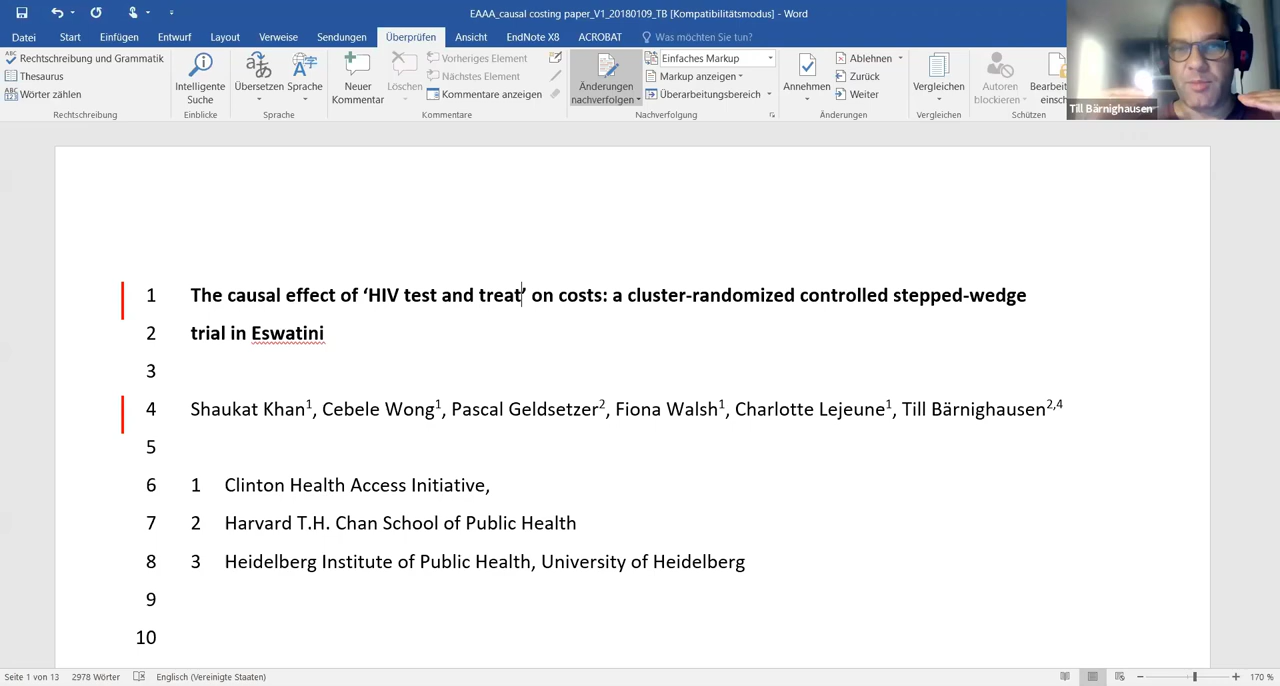 EAAA_causal costing paper_V1_20180109_TB [Kompatibilitätsmodus] - Word
Datei Start Einfügen Entwurf Layout Verweise Sendungen Überprüfen Ansicht EndNote X8 ACROBAT Was möchten Sie tun?
ABC Rechtschreibung und Grammatik
Thesaurus
ABC 123 Wörter zählen
Rechtschreibung
Intelligente Suche
Einblicke
Übersetzen Sprache
Sprache
Neuer Kommentar
Löschen
Vorheriges Element
Nächstes Element
Kommentare anzeigen
Kommentare
Änderungen nachverfolgen
Einfaches Markup
Markup anzeigen
Überarbeitungsbereich
Nachverfolgung
Annehmen
Ablehnen
Zurück
Weiter
Änderungen
Vergleichen
Vergleichen
Autoren blockieren
Bearbei
einsch
Schützen
Till Bärnighausen
1 The causal effect of ‘HIV test and treat’ on costs: a cluster-randomized controlled stepped-wedge
2 trial in Eswatini
3
4 Shaukat Khan1, Cebele Wong1, Pascal Geldsetzer2, Fiona Walsh1, Charlotte Lejeune1, Till Bärnighausen2,4
5
6 1 Clinton Health Access Initiative,
7 2 Harvard T.H. Chan School of Public Health
8 3 Heidelberg Institute of Public Health, University of Heidelberg
9
10
Seite 1 von 13 2978 Wörter Englisch (Vereinigte Staaten) 170 %